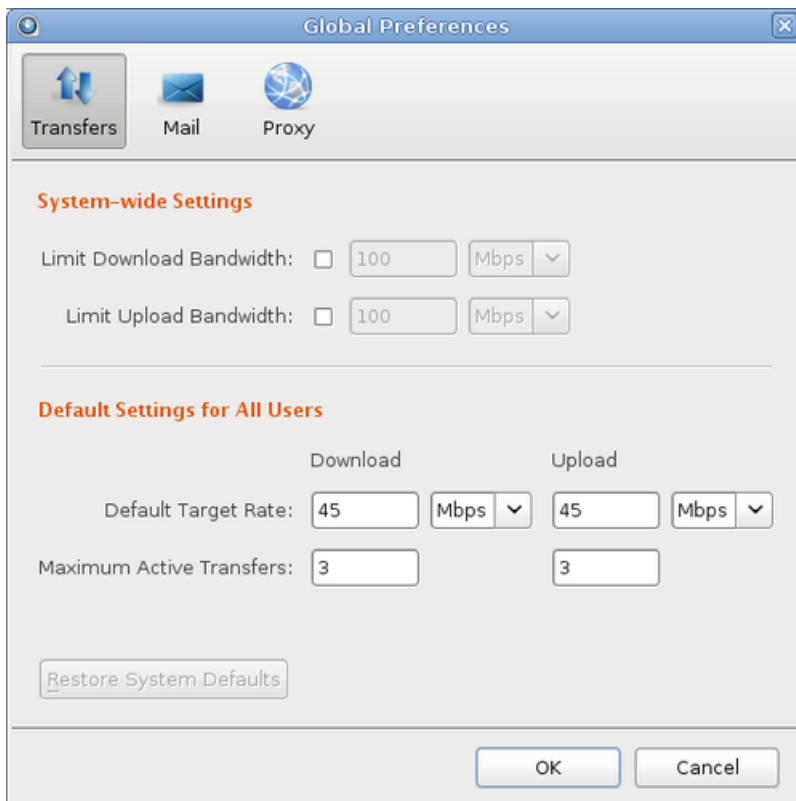 Global Preferences
Transfers Mail Proxy
System-wide Settings
Limit Download Bandwidth: 100 Mbps
Limit Upload Bandwidth: 100 Mbps
Default Settings for All Users
Download Upload
Default Target Rate: 45 Mbps 45 Mbps
Maximum Active Transfers: 3 3
Restore System Defaults
OK Cancel